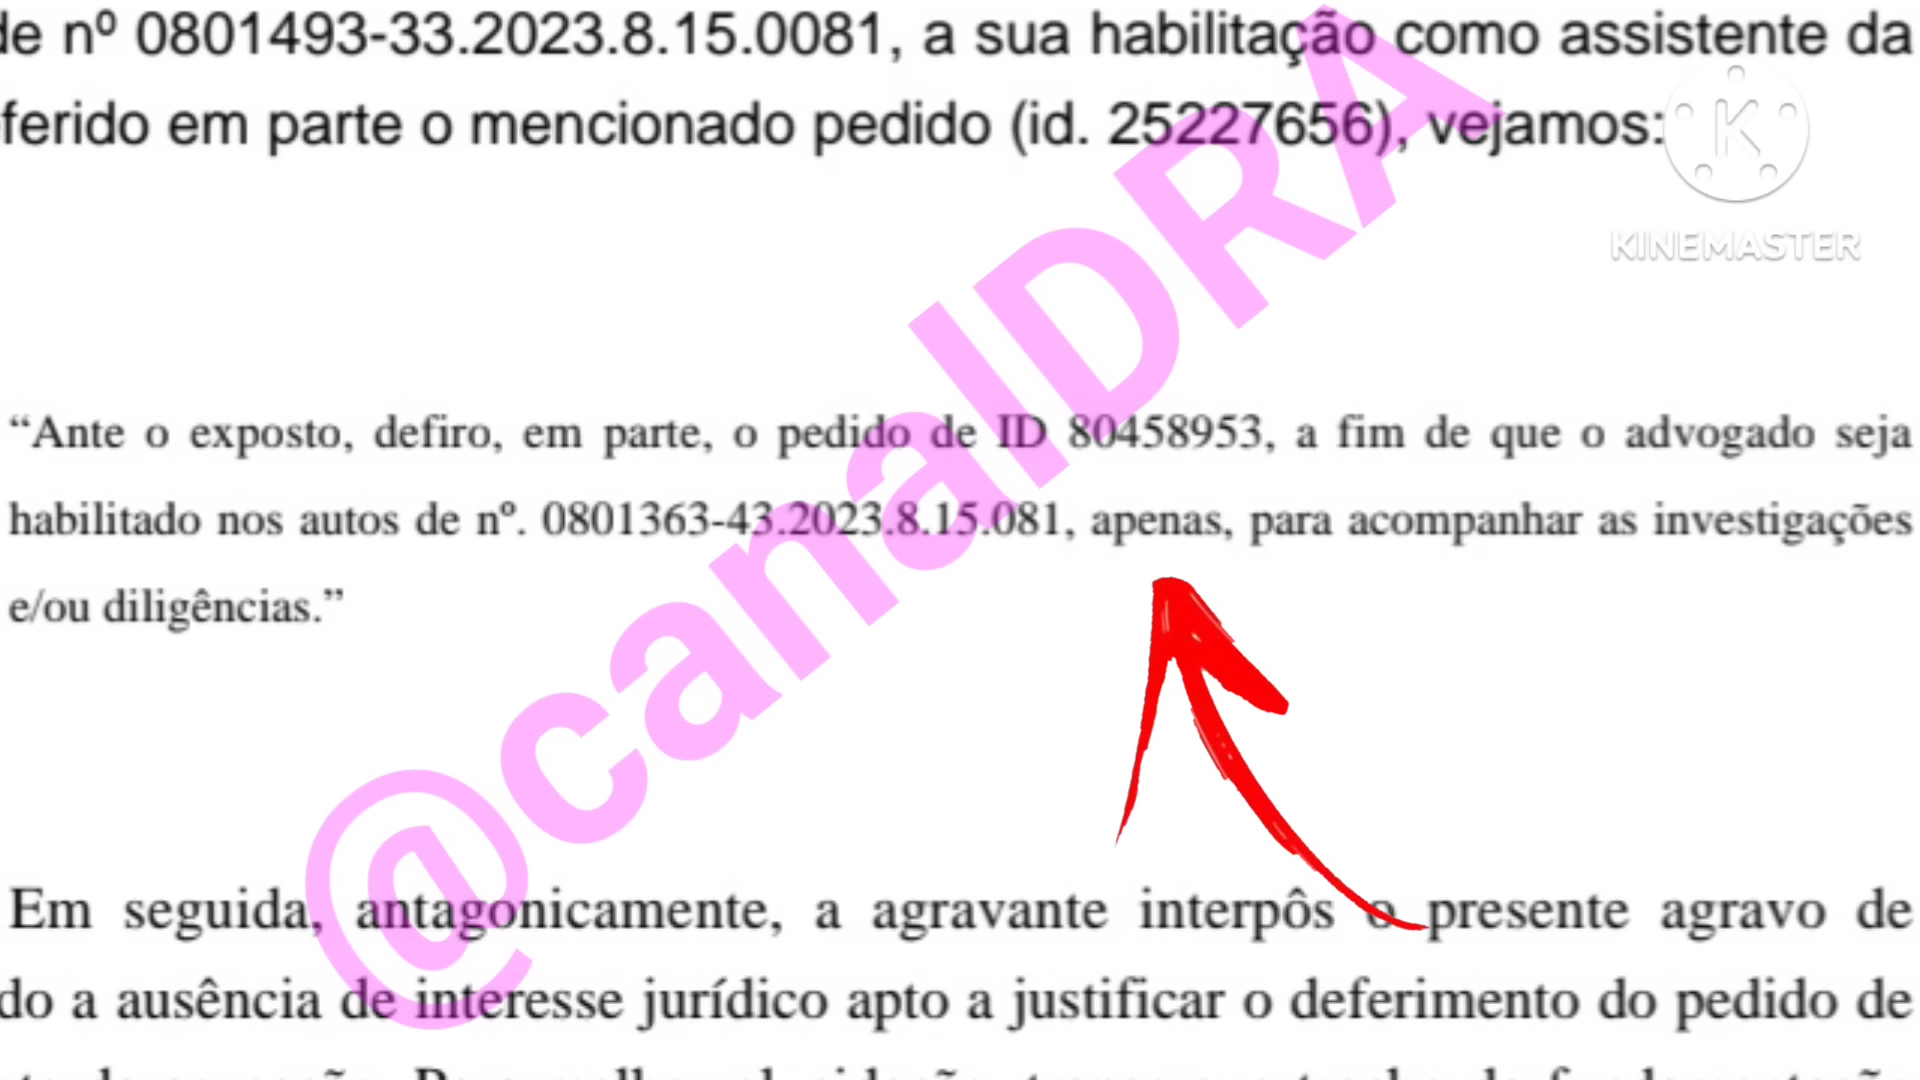 de nº 0801493-33.2023.8.15.0081, a sua habilitação como assistente da
ferido em parte o mencionado pedido (id. 25227656), vejamos:
K
KINEMASTER
“Ante o exposto, defiro, em parte, o pedido de ID 80458953, a fim de que o advogado seja
habilitado nos autos de nº. 0801363-43.2023.8.15.081, apenas, para acompanhar as investigações
e/ou diligências.”
@canalDRA
Em seguida, antagonicamente, a agravante interpôs o presente agravo de
do a ausência de interesse jurídico apto a justificar o deferimento do pedido de